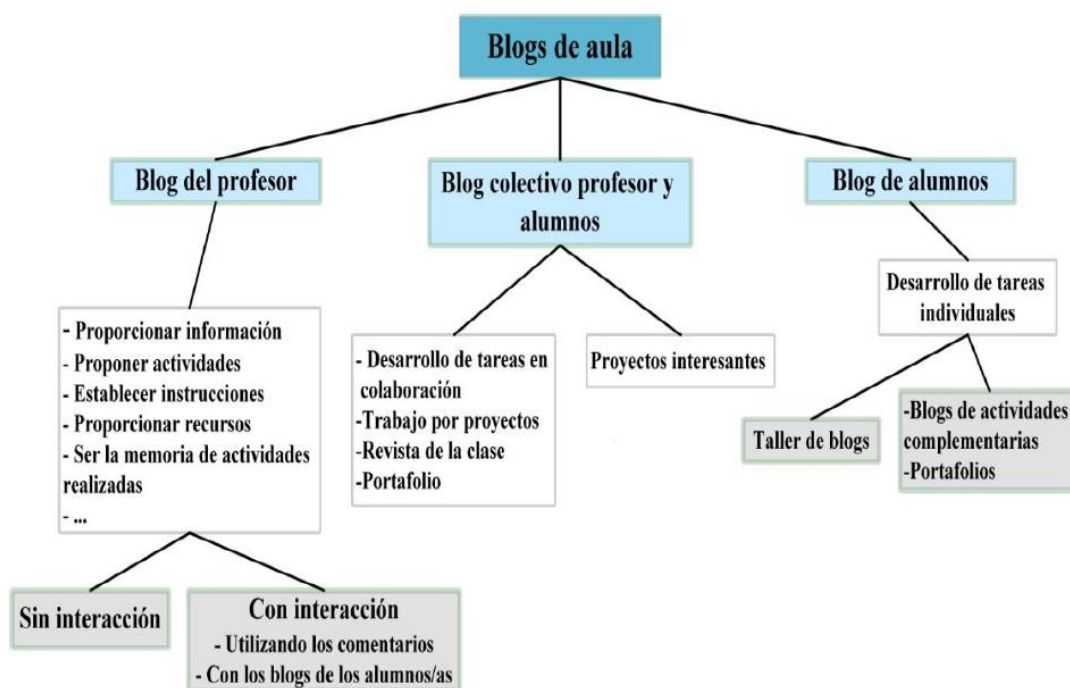 Blogs de aula
Blog del profesor
Blog colectivo profesor y
alumnos
Blog de alumnos
- Proporcionar información
- Proponer actividades
- Establecer instrucciones
- Proporcionar recursos
- Ser la memoria de actividades
realizadas
- ...
- Desarrollo de tareas en
colaboración
-Trabajo por proyectos
-Revista de la clase
-Portafolio
Proyectos interesantes
Desarrollo de tareas
individuales
Taller de blogs
-Blogs de actividades
complementarias
-Portafolios
Sin interacción
Con interacción
- Utilizando los comentarios
- Con los blogs de los alumnos/as